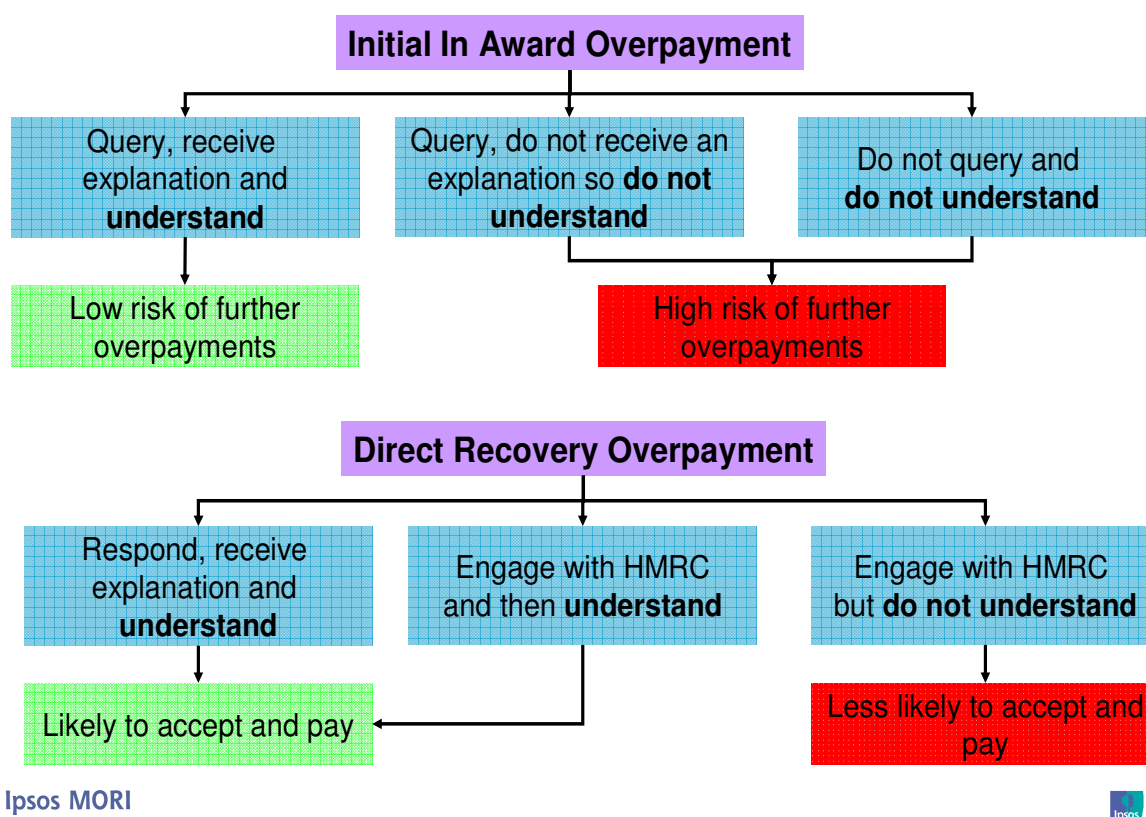 Initial In Award Overpayment
Query, receive
explanation and
understand
Query, do not receive an
explanation so do not
understand
Do not query and
do not understand
Low risk of further
overpayments
High risk of further
overpayments
Direct Recovery Overpayment
Respond, receive
explanation and
understand
Engage with HMRC
and then understand
Engage with HMRC
but do not understand
Likely to accept and pay
Less likely to accept and
pay
Ipsos MORI
Ipsos